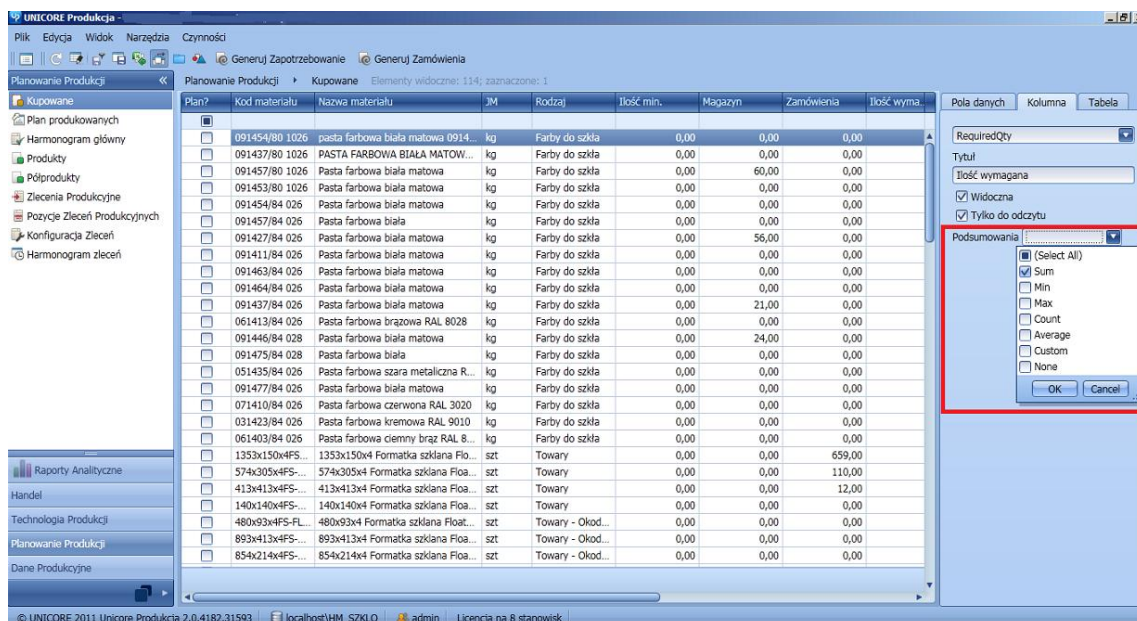 UNICORE Produkcja -
Plik Edycja Widok Narzędzia Czynności
Generuj Zapotrzebowanie Generuj Zamówienia
Planowanie Produkcji «
Planowanie Produkcji Kupowane Elementy widoczne: 114; zaznaczone: 1
Kupowane
Plan produkowanych
Harmonogram główny
Produkty
Półprodukty
Zlecenia Produkcyjne
Pozycje Zleceń Produkcyjnych
Konfiguracja Zleceń
Harmonogram zleceń
Raporty Analityczne
Handel
Technologia Produkcji
Planowanie Produkcji
Dane Produkcyjne
Plan? Kod materiału Nazwa materiału JM Rodzaj Ilość min. Magazyn Zamówienia Ilość wyma.
091454/80 1026 pasta farbowa biała matowa 0914... kg Farby do szkła 0,00 0,00 0,00
091437/80 1026 PASTA FARBOWA BIAŁA MATOW... kg Farby do szkła 0,00 0,00 0,00
091457/80 1026 Pasta farbowa biała matowa kg Farby do szkła 0,00 60,00 0,00
091453/80 1026 Pasta farbowa biała matowa kg Farby do szkła 0,00 0,00 0,00
091454/84 026 Pasta farbowa biała matowa kg Farby do szkła 0,00 0,00 0,00
091457/84 026 Pasta farbowa biała kg Farby do szkła 0,00 0,00 0,00
091427/84 026 Pasta farbowa biała matowa kg Farby do szkła 0,00 56,00 0,00
091411/84 026 Pasta farbowa biała matowa kg Farby do szkła 0,00 0,00 0,00
091463/84 026 Pasta farbowa biała matowa kg Farby do szkła 0,00 0,00 0,00
091464/84 026 Pasta farbowa biała matowa kg Farby do szkła 0,00 0,00 0,00
091437/84 026 Pasta farbowa biała matowa kg Farby do szkła 0,00 21,00 0,00
061413/84 026 Pasta farbowa brązowa RAL 8028 kg Farby do szkła 0,00 0,00 0,00
091446/84 028 Pasta farbowa biała matowa kg Farby do szkła 0,00 24,00 0,00
091475/84 028 Pasta farbowa biała kg Farby do szkła 0,00 0,00 0,00
051435/84 026 Pasta farbowa szara metaliczna R... kg Farby do szkła 0,00 0,00 0,00
091477/84 026 Pasta farbowa biała matowa kg Farby do szkła 0,00 0,00 0,00
071410/84 026 Pasta farbowa czerwona RAL 3020 kg Farby do szkła 0,00 0,00 0,00
031423/84 026 Pasta farbowa kremowa RAL 9010 kg Farby do szkła 0,00 0,00 0,00
061403/84 026 Pasta farbowa ciemny brąz RAL 8... kg Farby do szkła 0,00 0,00 0,00
1353x150x4FS... 1353x150x4 Formatka szklana Flo... szt Towary 0,00 0,00 659,00
574x305x4FS-... 574x305x4 Formatka szklana Floa... szt Towary 0,00 0,00 110,00
413x413x4FS-... 413x413x4 Formatka szklana Floa... szt Towary 0,00 0,00 12,00
140x140x4FS-... 140x140x4 Formatka szklana Floa... szt Towary 0,00 0,00 0,00
480x93x4FS-FL... 480x93x4 Formatka szklana Float... szt Towary - Okod... 0,00 0,00 0,00
893x413x4FS-... 893x413x4 Formatka szklana Floa... szt Towary - Okod... 0,00 0,00 0,00
854x214x4FS-... 854x214x4 Formatka szklana Floa... szt Towary - Okod... 0,00 0,00 0,00
Pola danych Kolumna Tabela
RequiredQty
Tytuł
Ilość wymagana
Widoczna
Tylko do odczytu
Podsumowania
(Select All)
Sum
Min
Max
Count
Average
Custom
None
OK Cancel
© UNICORE 2011 Unicore Produkcja 2.0.4182.31593 localhost\HM_SZKLO admin Licencja na 8 stanowisk